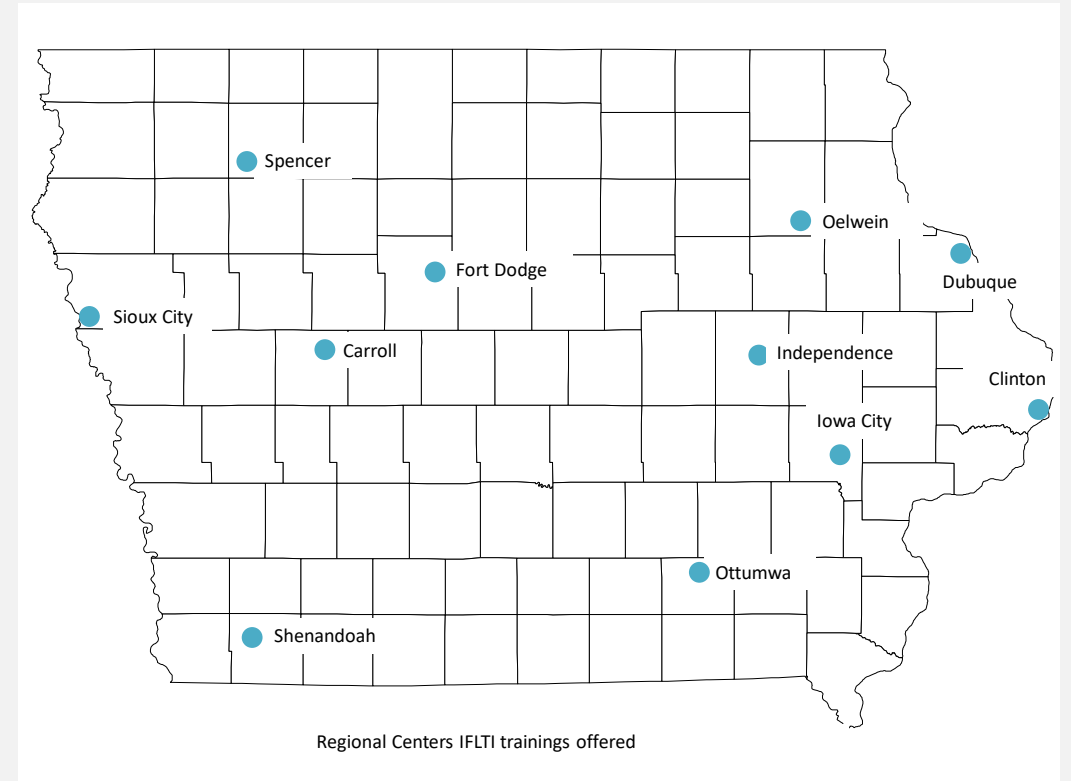 Spencer
Oelwein
Fort Dodge
Dubuque
Sioux City
Carroll
Independence
Clinton
Iowa City
Ottumwa
Shenandoah
Regional Centers IFLTI trainings offered